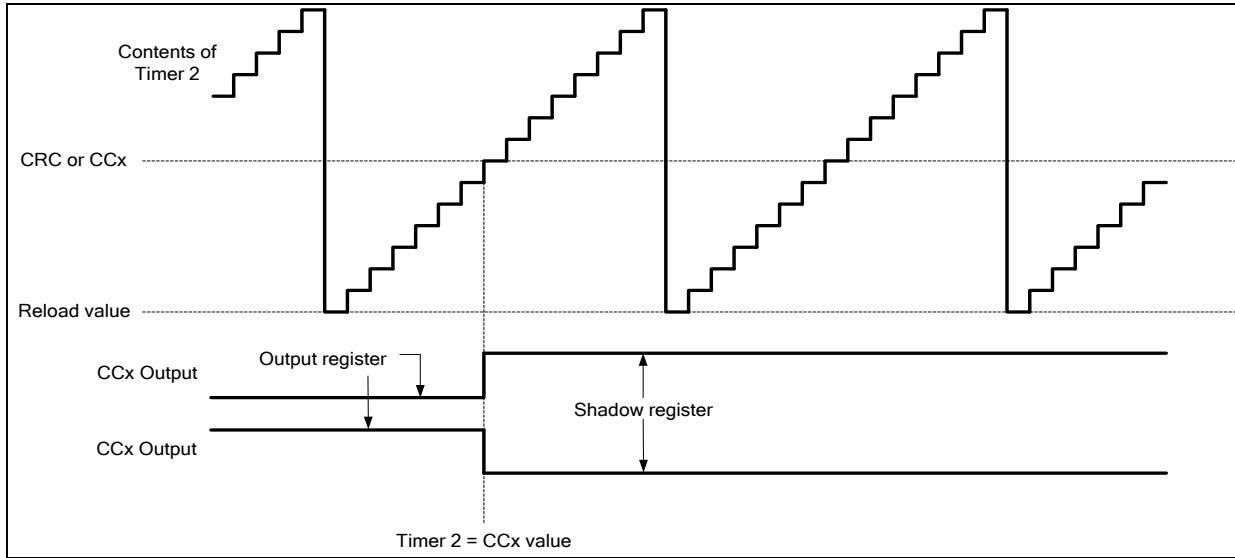 Contents of
Timer 2
CRC or CCx
Reload value
Output register
CCx Output
Shadow register
CCx Output
Timer 2 = CCx value